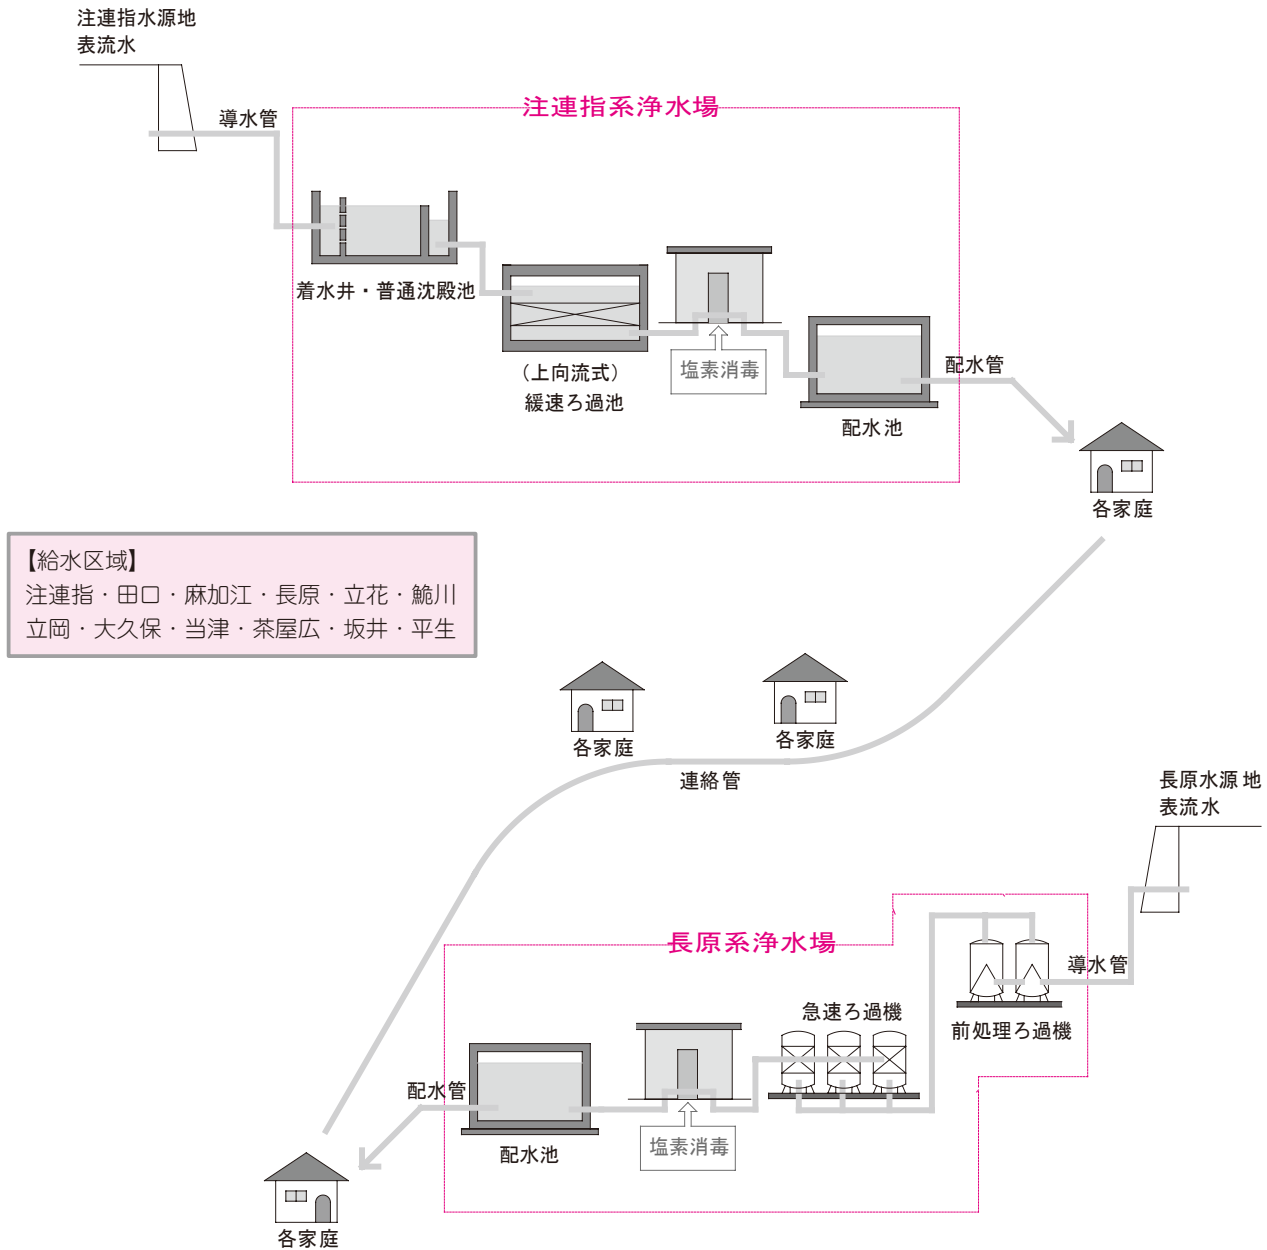 注連指水源地
表流水
導水管
注連指系浄水場
着水井・普通沈殿池
(上向流式)
緩速ろ過池
塩素消毒
配水池
配水管
各家庭
【給水区域】
注連指・田口・麻加江・長原・立花・鮠川
立岡・大久保・当津・茶屋広・坂井・平生
各家庭
各家庭
連絡管
長原水源地
表流水
長原系浄水場
導水管
前処理ろ過機
急速ろ過機
塩素消毒
配水池
配水管
各家庭